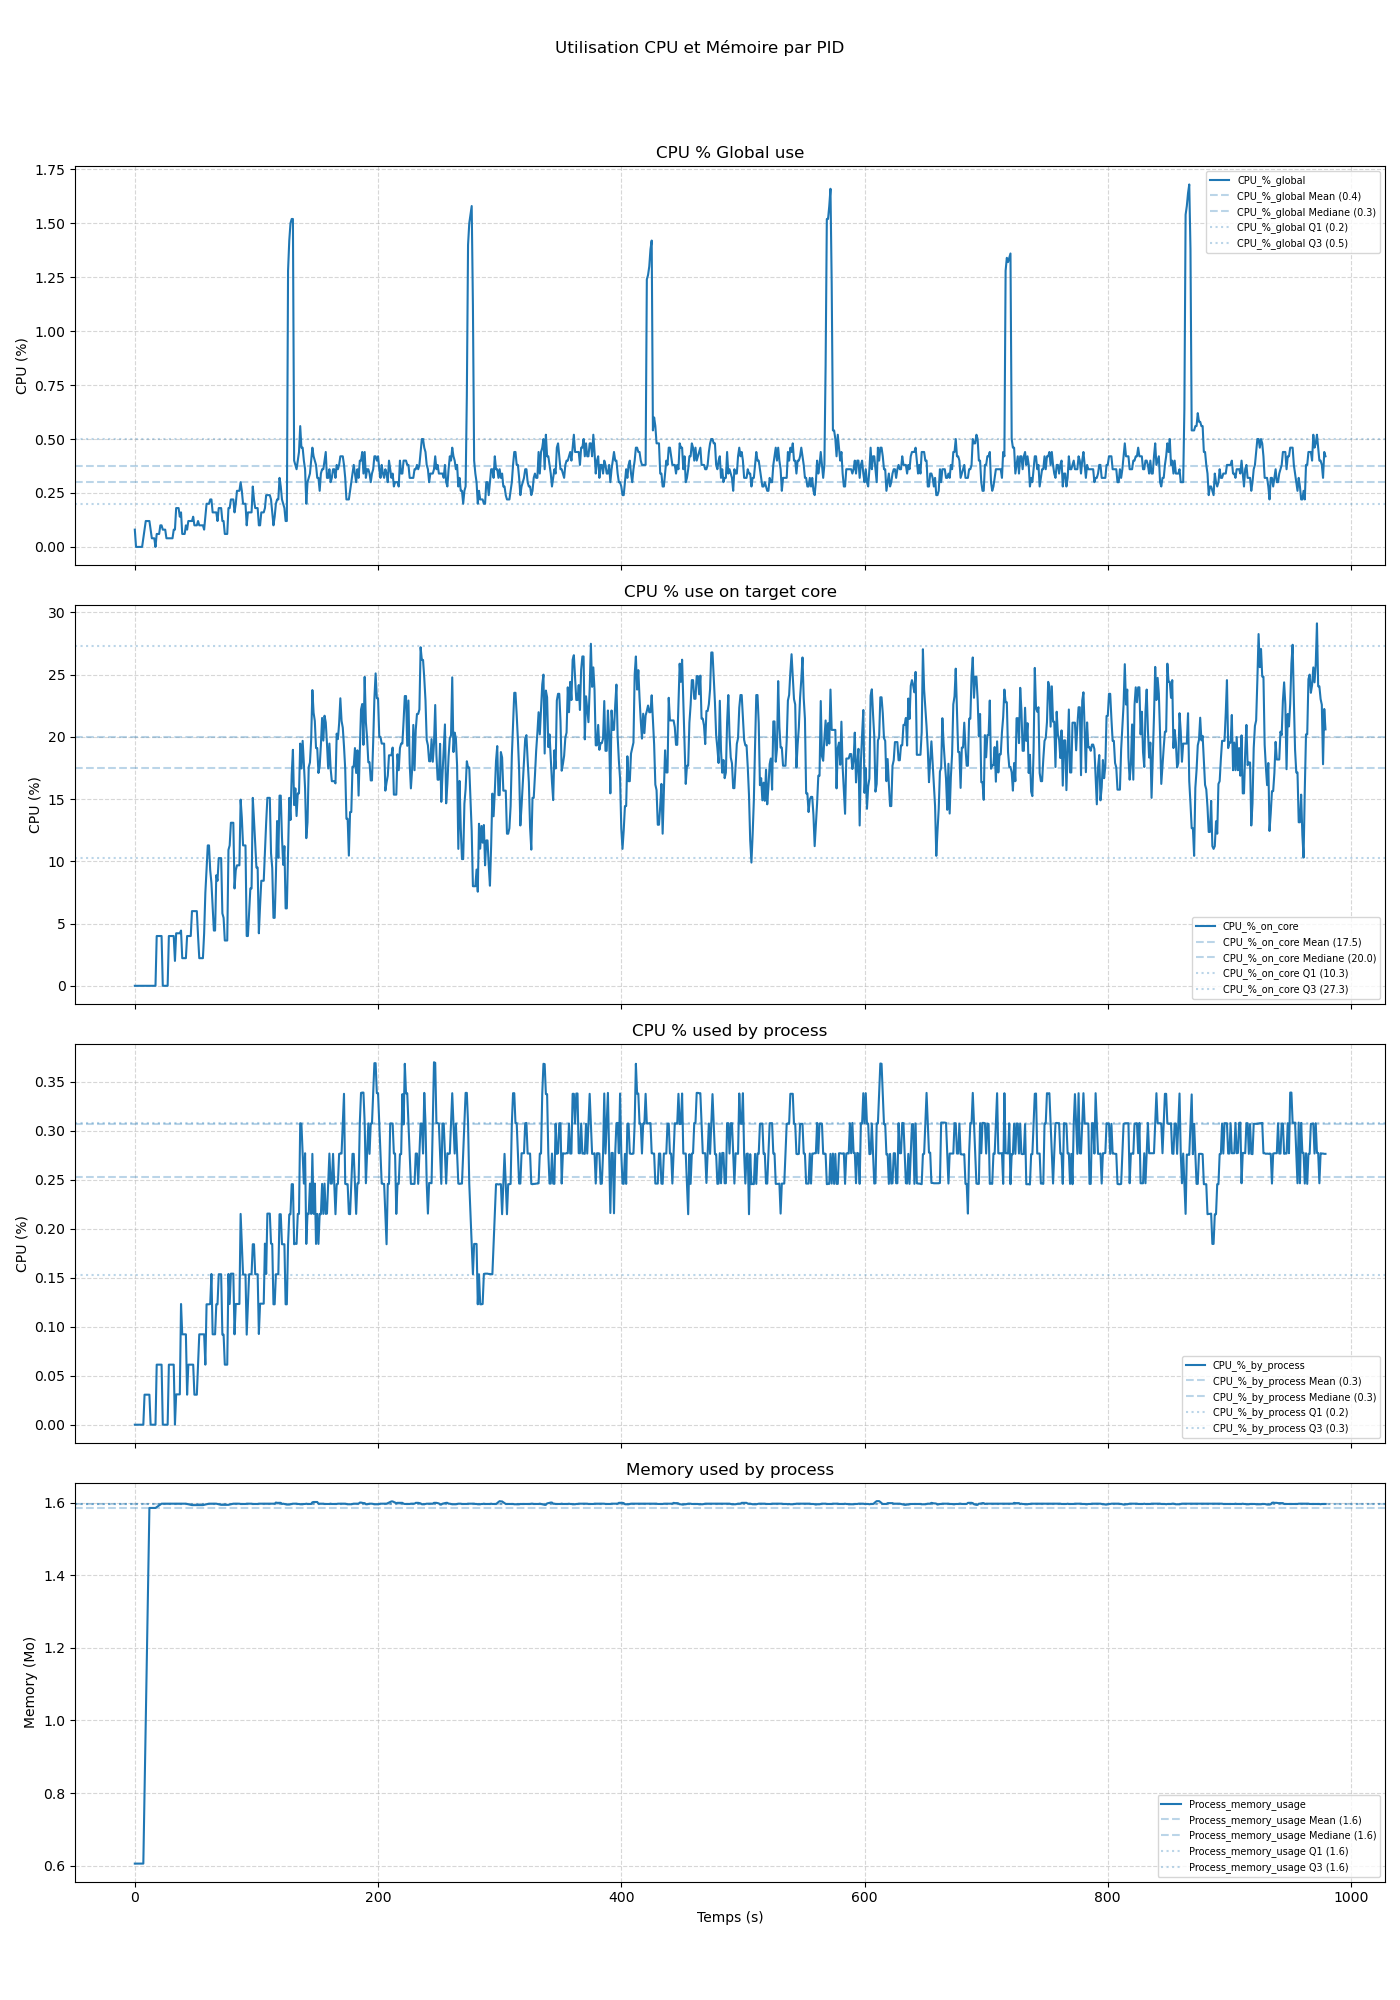 Utilisation CPU et Mémoire par PID
CPU % Global use
1.75
1.50
1.25
1.00
0.75
0.50
0.25
0.00
CPU (%)
CPU_%_global
CPU_%_global Mean (0.4)
CPU_%_global Mediane (0.3)
CPU_%_global Q1 (0.2)
CPU_%_global Q3 (0.5)
CPU % use on target core
30
25
20
15
10
5
0
CPU (%)
CPU_%_on_core
CPU_%_on_core Mean (17.5)
CPU_%_on_core Mediane (20.0)
CPU_%_on_core Q1 (10.3)
CPU_%_on_core Q3 (27.3)
CPU % used by process
0.35
0.30
0.25
0.20
0.15
0.10
0.05
0.00
CPU (%)
CPU_%_by_process
CPU_%_by_process Mean (0.3)
CPU_%_by_process Mediane (0.3)
CPU_%_by_process Q1 (0.2)
CPU_%_by_process Q3 (0.3)
Memory used by process
1.6
1.4
1.2
1.0
0.8
0.6
Memory (Mo)
Process_memory_usage
Process_memory_usage Mean (1.6)
Process_memory_usage Mediane (1.6)
Process_memory_usage Q1 (1.6)
Process_memory_usage Q3 (1.6)
0 200 400 600 800 1000
Temps (s)